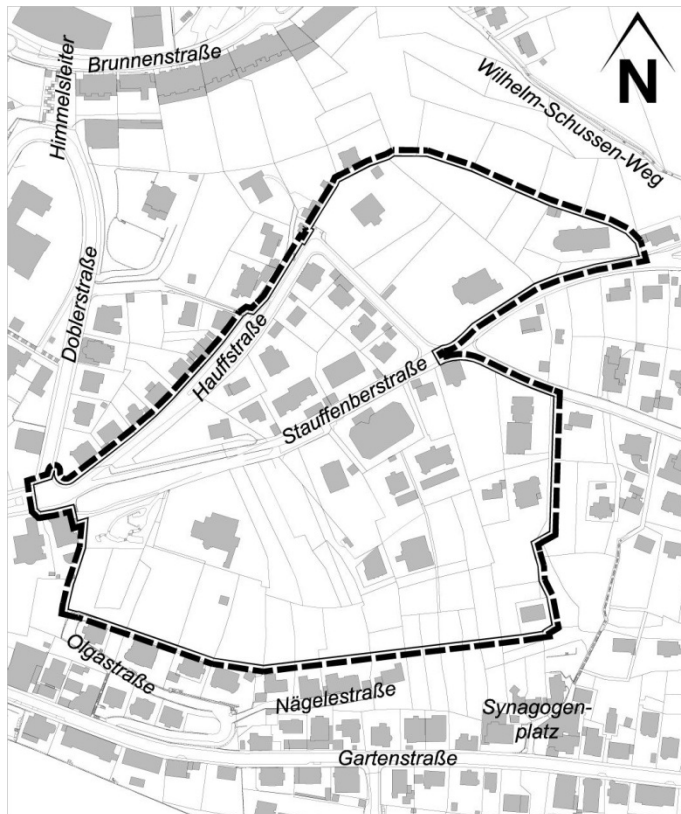 Brunnenstraße
Himmelsleiter
N
Wilhelm-Schussen-Weg
Doblerstraße
Hauffstraße
Stauffenberstraße
Olgastraße
Nägelestraße
Synagogen-
platz
Gartenstraße